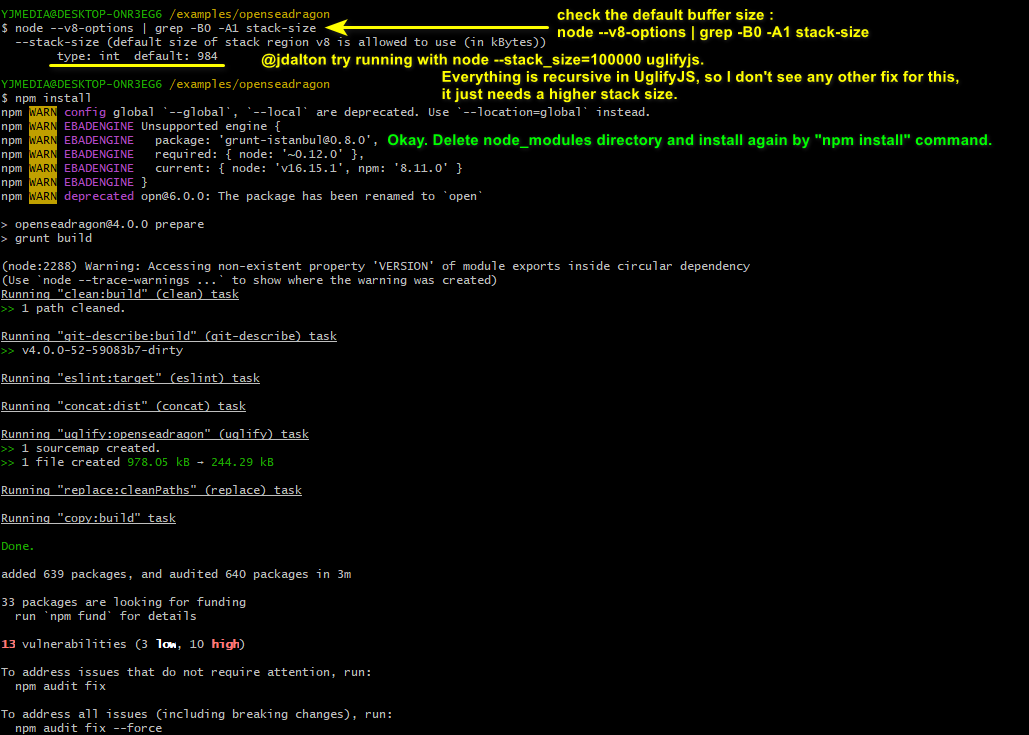 YJMEDIA@DESKTOP-ONR3EG6 /examples/openseadragon
check the default buffer size :
$ node --v8-options | grep -B0 -A1 stack-size
node --v8-options | grep -B0 -A1 stack-size
--stack-size (default size of stack region v8 is allowed to use (in kBytes))
type: int  default: 984
@jdalton try running with node --stack_size=100000 uglifyjs.
Everything is recursive in UglifyJS, so I don't see any other fix for this,
it just needs a higher stack size.
YJMEDIA@DESKTOP-ONR3EG6 /examples/openseadragon
$ npm install
npm WARN config global `--global`, `--local` are deprecated. Use `--location=global` instead.
npm WARN EBADENGINE Unsupported engine {
npm WARN EBADENGINE   package: 'grunt-istanbul@0.8.0',
Okay. Delete node_modules directory and install again by "npm install" command.
npm WARN EBADENGINE   required: { node: '~0.12.0' },
npm WARN EBADENGINE   current: { node: 'v16.15.1', npm: '8.11.0' }
npm WARN EBADENGINE }
npm WARN deprecated opn@6.0.0: The package has been renamed to `open`
> openseadragon@4.0.0 prepare
> grunt build
(node:2288) Warning: Accessing non-existent property 'VERSION' of module exports inside circular dependency
(Use `node --trace-warnings ...` to show where the warning was created)
Running "clean:build" (clean) task
>> 1 path cleaned.
Running "git-describe:build" (git-describe) task
>> v4.0.0-52-59083b7-dirty
Running "eslint:target" (eslint) task
Running "concat:dist" (concat) task
Running "uglify:openseadragon" (uglify) task
>> 1 sourcemap created.
>> 1 file created 978.05 kB → 244.29 kB
Running "replace:cleanPaths" (replace) task
Running "copy:build" task
Done.
added 639 packages, and audited 640 packages in 3m
33 packages are looking for funding
run `npm fund` for details
13 vulnerabilities (3 low, 10 high)
To address issues that do not require attention, run:
npm audit fix
To address all issues (including breaking changes), run:
npm audit fix --force